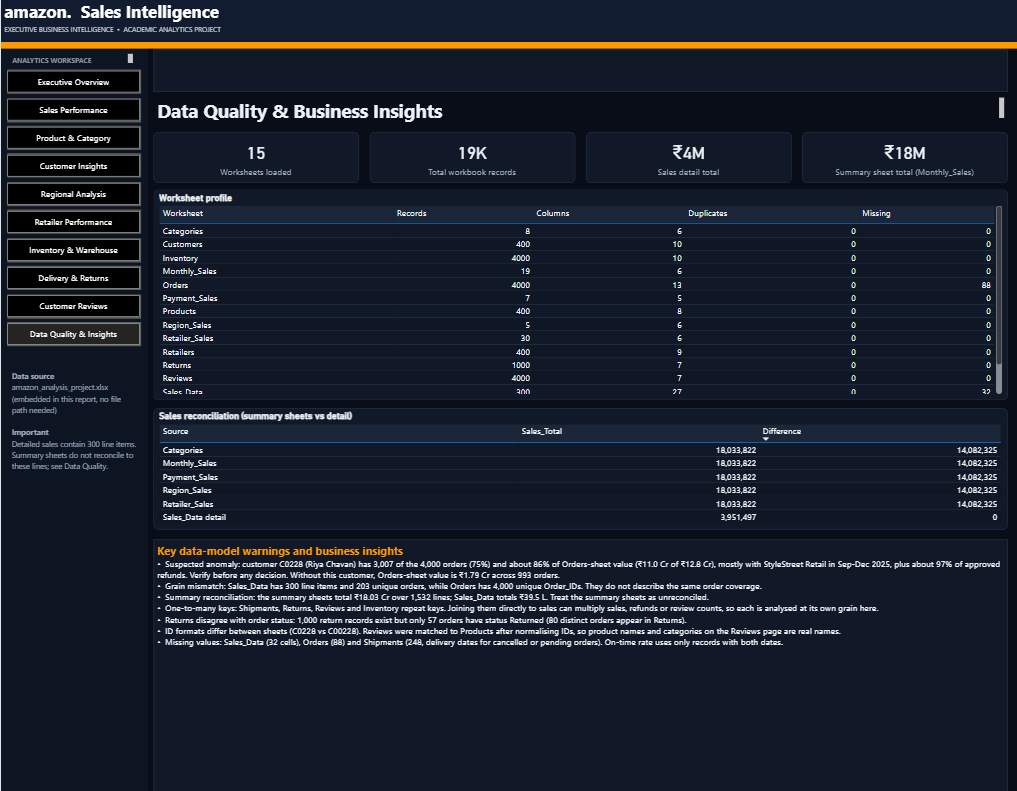 amazon. Sales Intelligence
EXECUTIVE BUSINESS INTELLIGENCE • ACADEMIC ANALYTICS PROJECT
ANALYTICS WORKSPACE
Executive Overview
Sales Performance
Product & Category
Customer Insights
Regional Analysis
Retailer Performance
Inventory & Warehouse
Delivery & Returns
Customer Reviews
Data Quality & Insights
Data source
amazon_analysis_project.xlsx
(embedded in this report, no file
path needed)
Important
Detailed sales contain 300 line items.
Summary sheets do not reconcile to
these lines; see Data Quality.
Data Quality & Business Insights
15
Worksheets loaded
19K
Total workbook records
₹4M
Sales detail total
₹18M
Summary sheet total (Monthly_Sales)
Worksheet profile
Worksheet Records Columns Duplicates Missing
Categories 8 6 0 0
Customers 400 10 0 0
Inventory 4000 10 0 0
Monthly_Sales 19 6 0 0
Orders 4000 13 0 88
Payment_Sales 7 5 0 0
Products 400 8 0 0
Region_Sales 5 6 0 0
Retailer_Sales 30 6 0 0
Retailers 400 9 0 0
Returns 1000 7 0 0
Reviews 4000 7 0 0
Sales_Data 300 27 0 32
Sales reconciliation (summary sheets vs detail)
Source Sales_Total Difference
Categories 18,033,822 14,082,325
Monthly_Sales 18,033,822 14,082,325
Payment_Sales 18,033,822 14,082,325
Region_Sales 18,033,822 14,082,325
Retailer_Sales 18,033,822 14,082,325
Sales_Data detail 3,951,497 0
Key data-model warnings and business insights
• Suspected anomaly: customer C0228 (Riya Chavan) has 3,007 of the 4,000 orders (75%) and about 86% of Orders-sheet value (₹11.0 Cr of ₹12.8 Cr), mostly with StyleStreet Retail in Sep-Dec 2025, plus about 97% of approved
refunds. Verify before any decision. Without this customer, Orders-sheet value is ₹1.79 Cr across 993 orders.
• Grain mismatch: Sales_Data has 300 line items and 203 unique orders, while Orders has 4,000 unique Order_IDs. They do not describe the same order coverage.
• Summary reconciliation: the summary sheets total ₹18.03 Cr over 1,532 lines; Sales_Data totals ₹39.5 L. Treat the summary sheets as unreconciled.
• One-to-many keys: Shipments, Returns, Reviews and Inventory repeat keys. Joining them directly to sales can multiply sales, refunds or review counts, so each is analysed at its own grain here.
• Returns disagree with order status: 1,000 return records exist but only 57 orders have status Returned (80 distinct orders appear in Returns).
• ID formats differ between sheets (C0228 vs C00228). Reviews were matched to Products after normalising IDs, so product names and categories on the Reviews page are real names.
• Missing values: Sales_Data (32 cells), Orders (88) and Shipments (248, delivery dates for cancelled or pending orders). On-time rate uses only records with both dates.